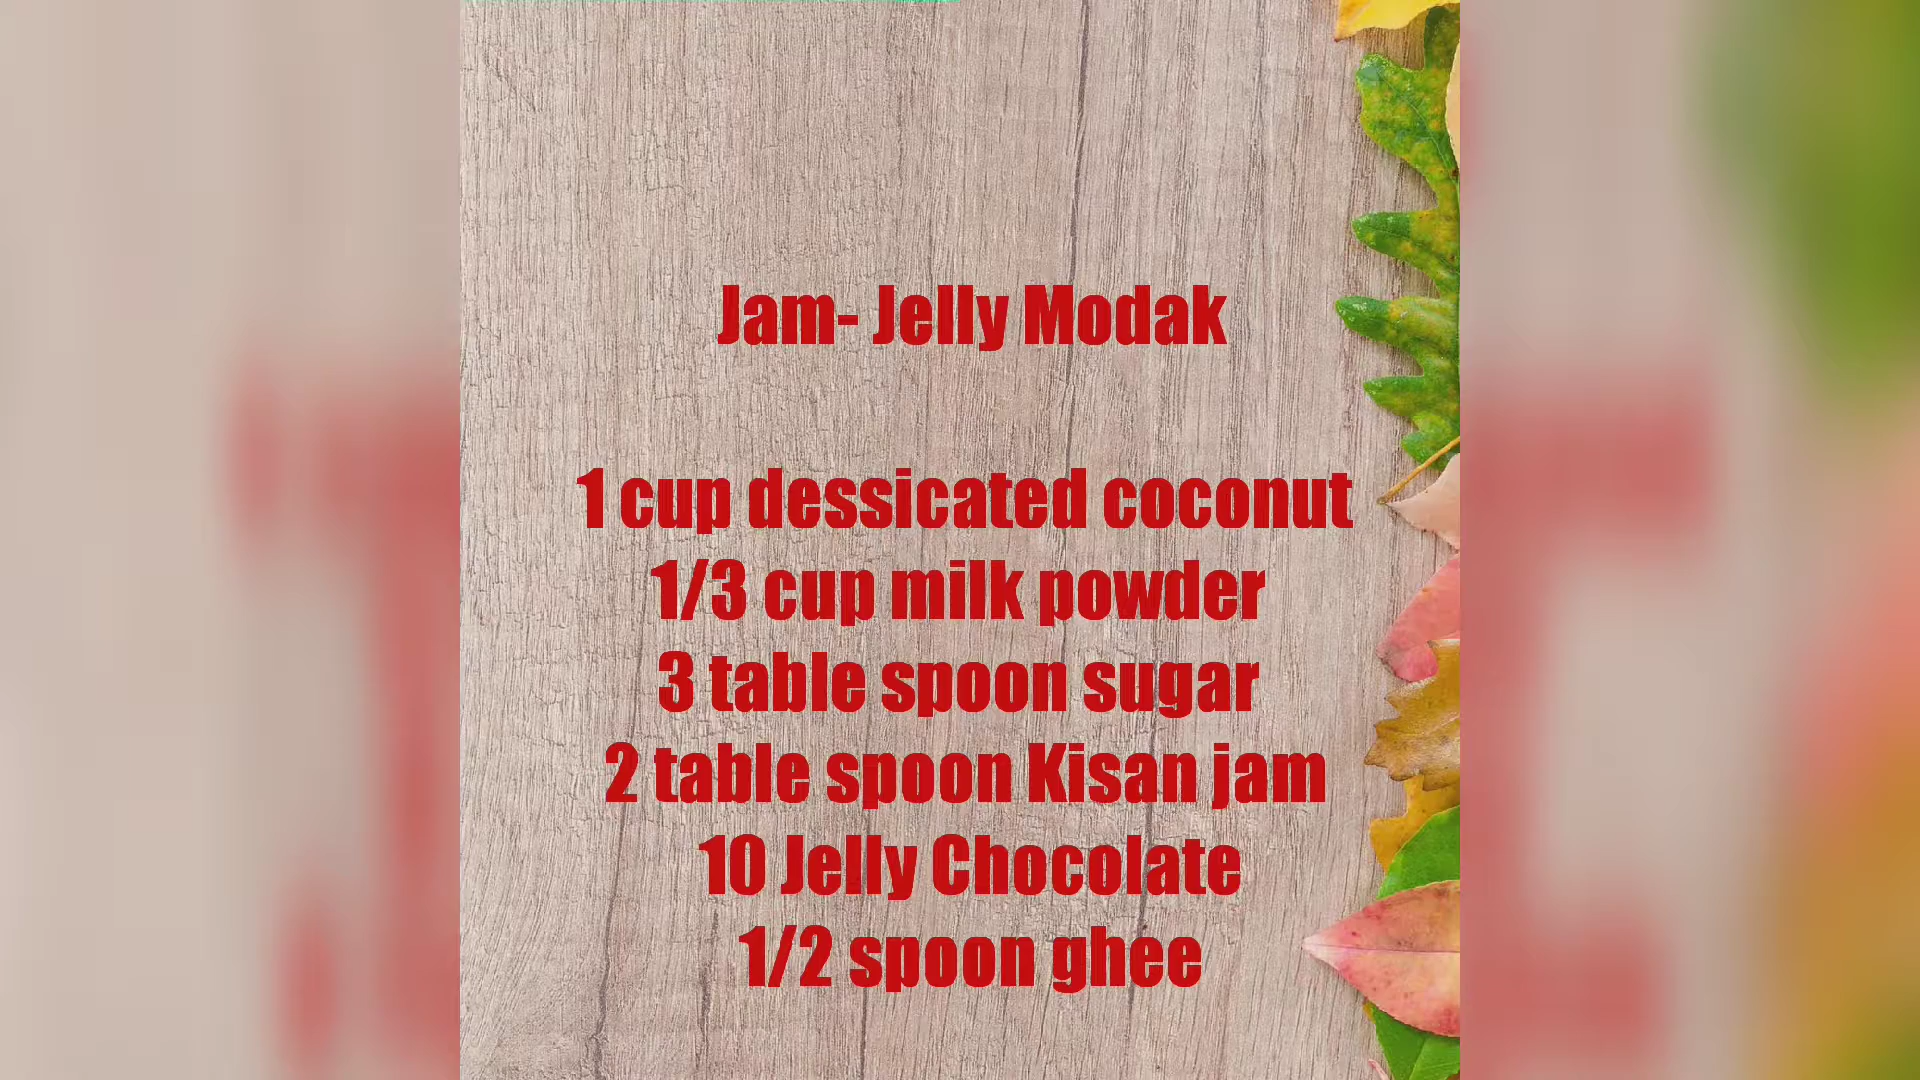 Jam- Jelly Modak
1 cup dessicated coconut
1/3 cup milk powder
3 table spoon sugar
2 table spoon Kisan jam
10 Jelly Chocolate
1/2 spoon ghee